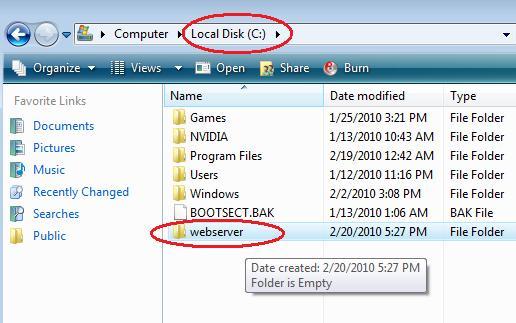 Computer Local Disk (C:)
Organize Views Open Share Burn
Favorite Links
Documents
Pictures
Music
Recently Changed
Searches
Public
Name Date modified Type
Games 1/25/2010 3:21 PM File Folder
NVIDIA 1/13/2010 10:43 AM File Folder
Program Files 2/19/2010 12:42 AM File Folder
Users 1/12/2010 11:16 PM File Folder
Windows 2/2/2010 3:08 PM File Folder
BOOTSECT.BAK 1/13/2010 1:06 AM BAK File
webserver 2/20/2010 5:27 PM File Folder
Date created: 2/20/2010 5:27 PM
Folder is Empty